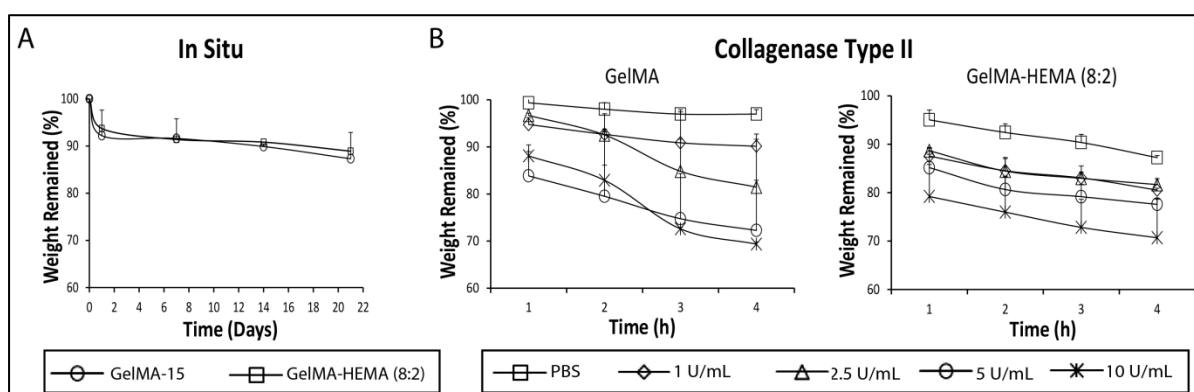 A
In Situ
Weight Remained (%)
100
90
80
70
60
0 2 4 6 8 10 12 14 16 18 20 22
Time (Days)
GelMA-15 GelMA-HEMA (8:2)
B
Collagenase Type II
GelMA
Weight Remained (%)
100
90
80
70
60
1 2 3 4
Time (h)
GelMA-HEMA (8:2)
Weight Remained (%)
100
90
80
70
60
1 2 3 4
Time (h)
PBS 1 U/mL 2.5 U/mL 5 U/mL 10 U/mL